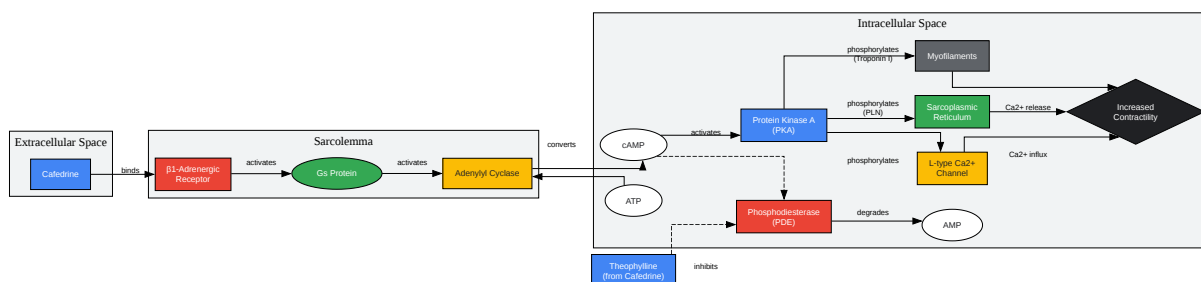 Intracellular Space
phosphorylates
(Troponin I)
Myofilaments
phosphorylates
(PLN)
Sarcoplasmic
Reticulum
Ca2+ release
Increased
Contractility
Protein Kinase A
(PKA)
Extracellular Space
Sarcolemma
converts
cAMP
activates
phosphorylates
L-type Ca2+
Channel
Ca2+ influx
Cafedrine
binds
β1-Adrenergic
Receptor
activates
Gs Protein
activates
Adenylyl Cyclase
ATP
Phosphodiesterase
(PDE)
degrades
AMP
Theophylline
(from Cafedrine)
inhibits